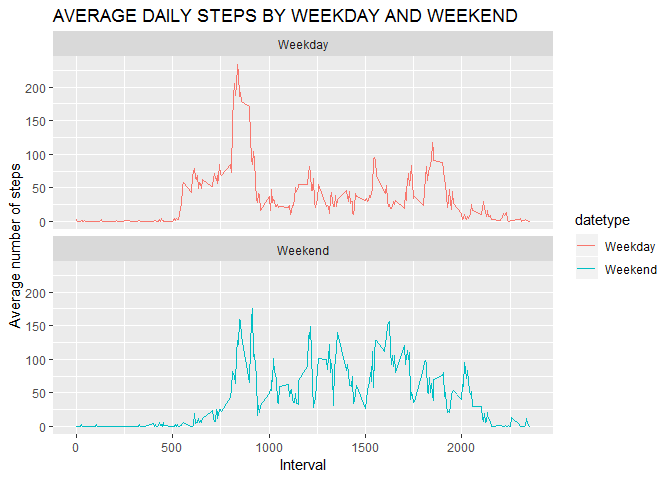 AVERAGE DAILY STEPS BY WEEKDAY AND WEEKEND
Weekday
200
150
100
50
0
Weekend
200
150
100
50
0
0 500 1000 1500 2000
Interval
Average number of steps
datetype
Weekday
Weekend